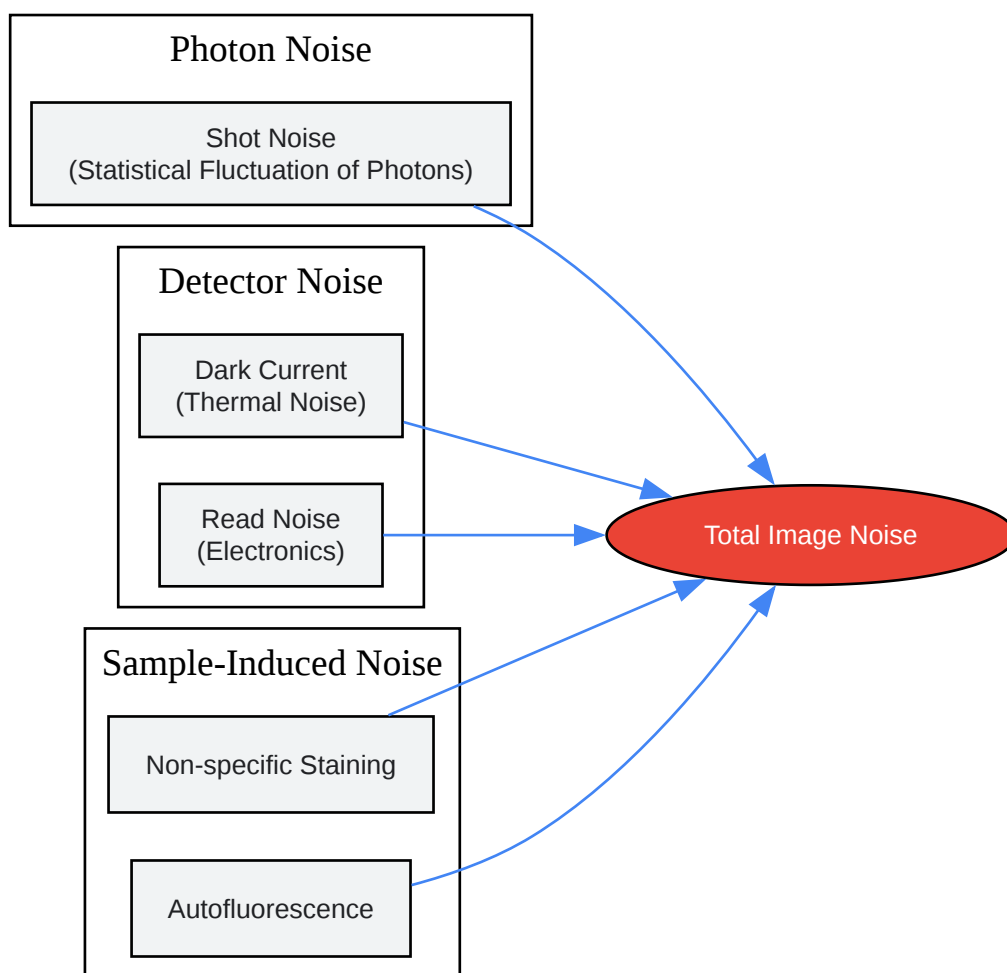 Photon Noise
Shot Noise
(Statistical Fluctuation of Photons)
Detector Noise
Dark Current
(Thermal Noise)
Read Noise
(Electronics)
Total Image Noise
Sample-Induced Noise
Non-specific Staining
Autofluorescence